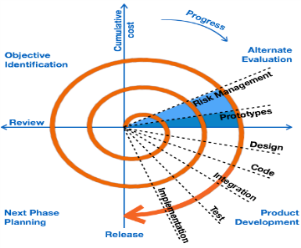 Cumulative
cost
Progress
Objective
Identification
Alternate
Evaluation
Risk Management
Prototypes
Review
Design
Code
Integration
Test
Implementation
Next Phase
Planning
Release
Product
Development